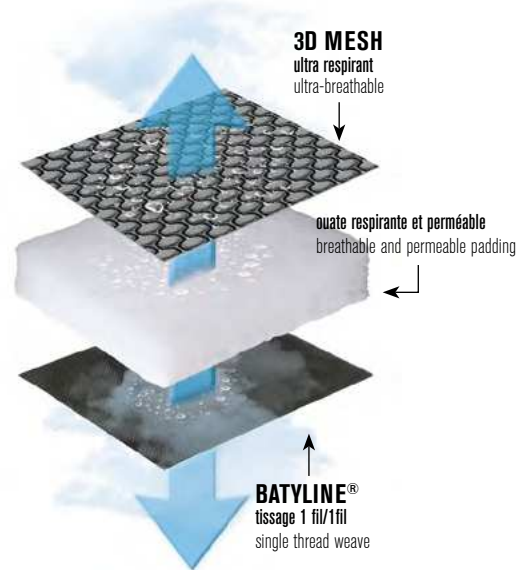 3D MESH
ultra respirant
ultra-breathable
ouate respirante et perméable
breathable and permeable padding
BATYLINE®
tissage 1 fil/1fil
single thread weave